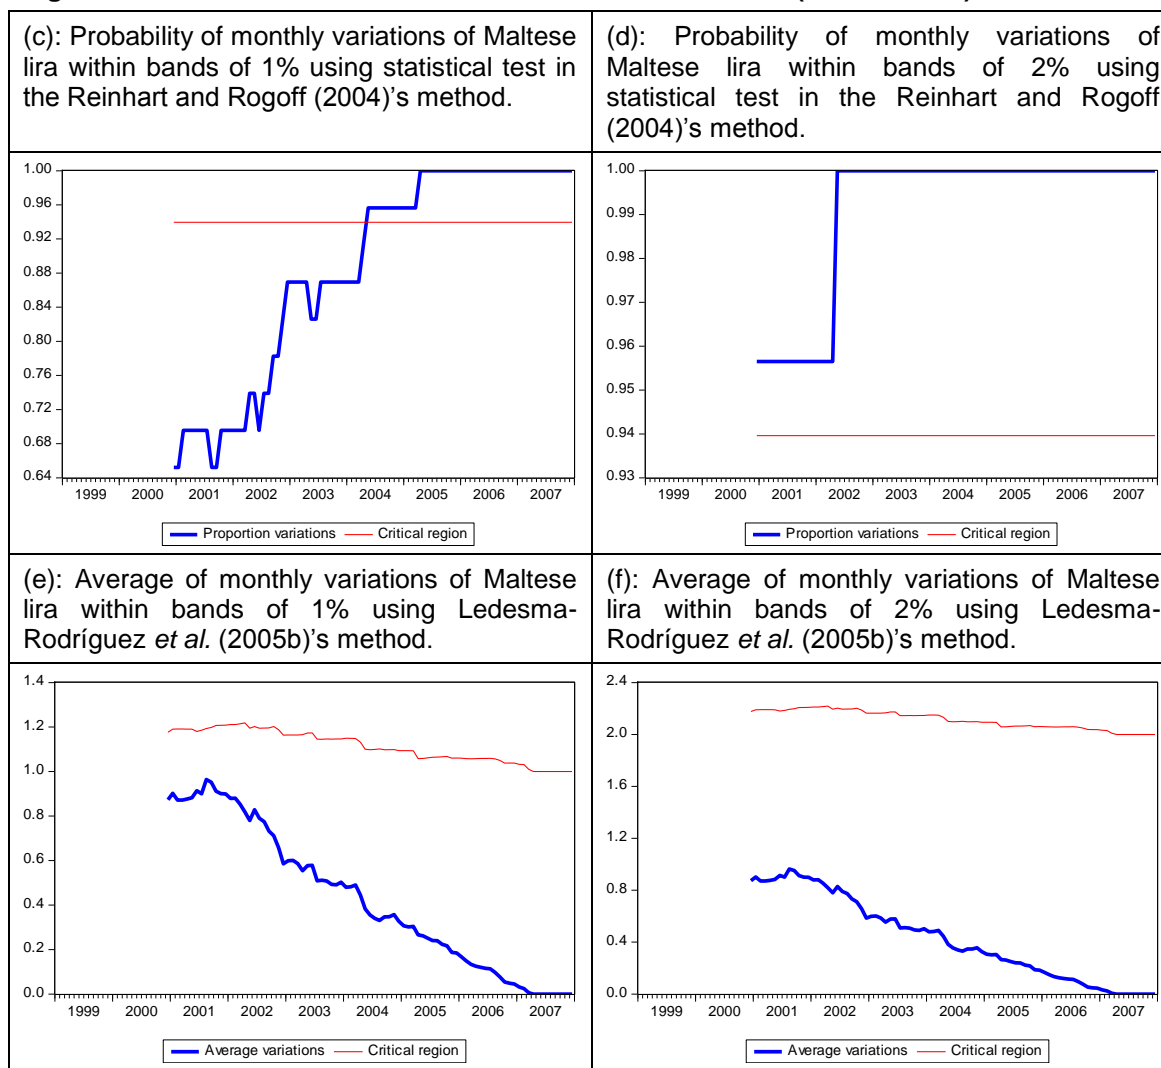 (c): Probability of monthly variations of Maltese
lira within bands of 1% using statistical test in
the Reinhart and Rogoff (2004)'s method.
(d): Probability of monthly variations of
Maltese lira within bands of 2% using
statistical test in the Reinhart and Rogoff
(2004)'s method.
1.00
0.96
0.92
0.88
0.84
0.80
0.76
0.72
0.68
0.64
1999 2000 2001 2002 2003 2004 2005 2006 2007
Proportion variations Critical region
1.00
0.99
0.98
0.97
0.96
0.95
0.94
0.93
1999 2000 2001 2002 2003 2004 2005 2006 2007
Proportion variations Critical region
(e): Average of monthly variations of Maltese
lira within bands of 1% using Ledesma-
Rodríguez et al. (2005b)'s method.
(f): Average of monthly variations of Maltese
lira within bands of 2% using Ledesma-
Rodríguez et al. (2005b)'s method.
1.4
1.2
1.0
0.8
0.6
0.4
0.2
0.0
1999 2000 2001 2002 2003 2004 2005 2006 2007
Average variations Critical region
2.4
2.0
1.6
1.2
0.8
0.4
0.0
1999 2000 2001 2002 2003 2004 2005 2006 2007
Average variations Critical region